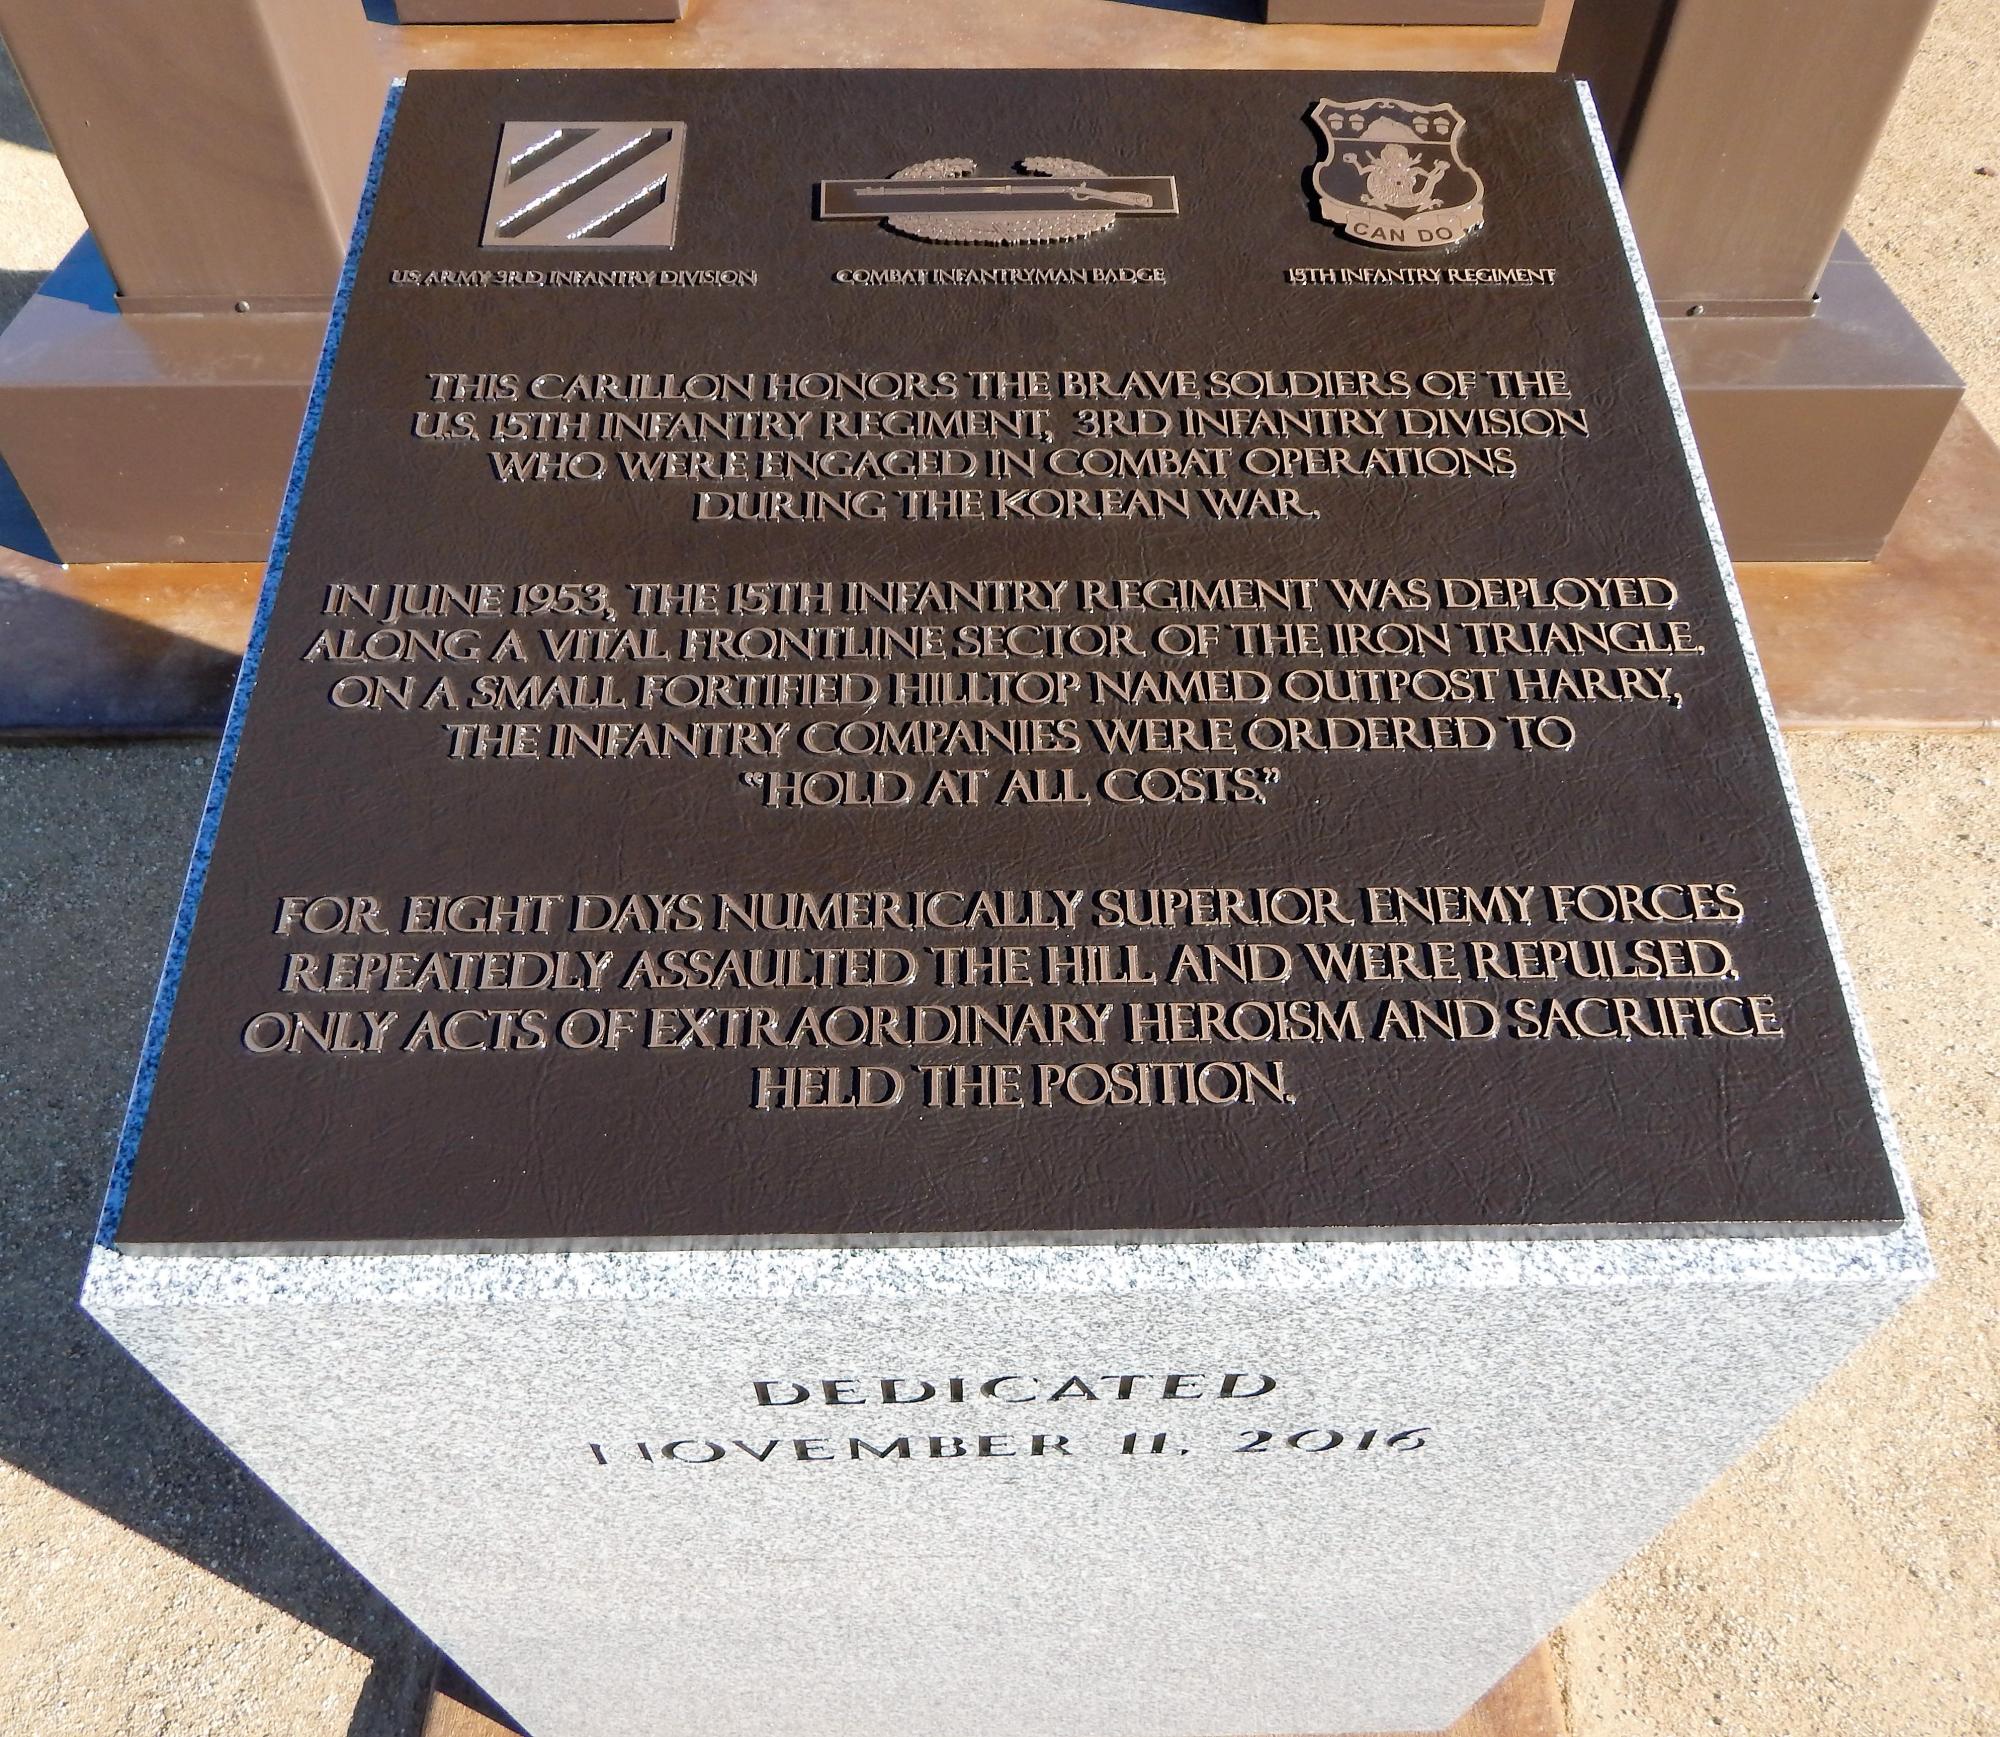 CAN DO
US ARMY 3RD INFANTRY DIVISION
COMBAT INFANTRYMAN BADGE
15TH INFANTRY REGIMENT
THIS CARILLON HONORS THE BRAVE SOLDIERS OF THE
U.S. 15TH INFANTRY REGIMENT, 3RD INFANTRY DIVISION
WHO WERE ENGAGED IN COMBAT OPERATIONS
DURING THE KOREAN WAR.
IN JUNE 1953, THE 15TH INFANTRY REGIMENT WAS DEPLOYED
ALONG A VITAL FRONTLINE SECTOR OF THE IRON TRIANGLE,
ON A SMALL FORTIFIED HILLTOP NAMED OUTPOST HARRY,
THE INFANTRY COMPANIES WERE ORDERED TO
“HOLD AT ALL COSTS.”
FOR EIGHT DAYS NUMERICALLY SUPERIOR ENEMY FORCES
REPEATEDLY ASSAULTED THE HILL AND WERE REPULSED.
ONLY ACTS OF EXTRAORDINARY HEROISM AND SACRIFICE
HELD THE POSITION.
DEDICATED
NOVEMBER 11, 2016